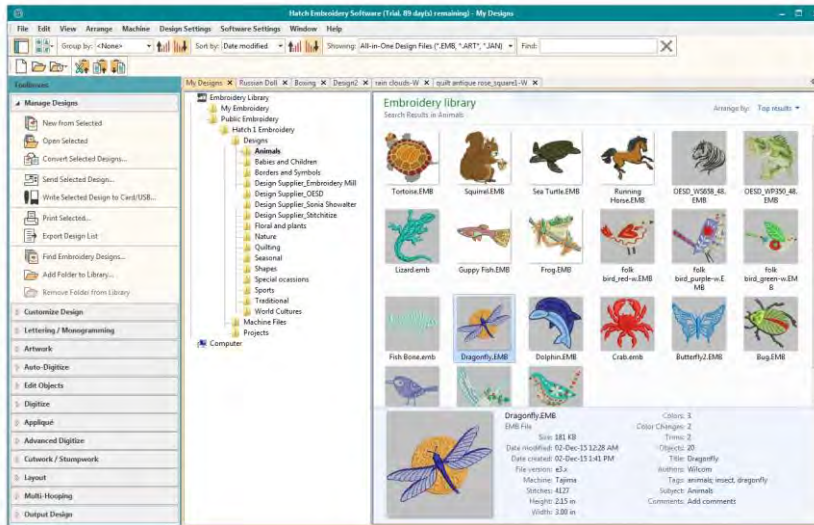 Hatch Embroidery Software (Trial, 89 day(s) remaining) - My Designs
File Edit View Arrange Machine Design Settings Software Settings Window Help
Group by: <None> Sort by: Date modified Showing: All-in-One Design Files (*.EMB, *.ART*, *.JAN) Find:
Toolboxes
Manage Designs
New from Selected
Open Selected
Convert Selected Designs...
Send Selected Design...
Write Selected Design to Card/USB...
Print Selected...
Export Design List
Find Embroidery Designs...
Add Folder to Library...
Remove Folder from Library
Customize Design
Lettering / Monogramming
Artwork
Auto-Digitize
Edit Objects
Digitize
Appliqué
Advanced Digitize
Cutwork / Stumpwork
Layout
Multi-Hooping
Output Design
My Designs X Russian Doll X Boxing X Design2 X rain clouds-W X quilt antique rose_square1-W X
Embroidery Library
My Embroidery
Public Embroidery
Hatch 1 Embroidery
Designs
Animals
Babies and Children
Borders and Symbols
Design Supplier_Embroidery Mill
Design Supplier_OESD
Design Supplier_Sonia Showalter
Design Supplier_Stitchitize
Floral and plants
Nature
Quilting
Seasonal
Shapes
Special ocassions
Sports
Traditional
World Cultures
Machine Files
Projects
Computer
Embroidery library
Search Results in Animals
Arrange by: Top results
Tortoise.EMB Squirrel.EMB Sea Turtle.EMB Running Horse.EMB OESD_WS658_48.EMB OESD_WP350_48.EMB
Lizard.emb Guppy Fish.EMB Frog.EMB folk bird_red-w.EMB folk bird_purple-w.EMB folk bird_green-w.EMB
Fish Bone.emb Dragonfly.EMB Dolphin.EMB Crab.emb Butterfly2.EMB Bug.EMB
Dragonfly.EMB
EMB File
Size: 181 KB
Date modified: 02-Dec-15 12:28 AM
Date created: 02-Dec-15 1:41 PM
File version: e3.x
Machine: Tajima
Stitches: 4127
Height: 2.15 in
Width: 3.00 in
Colors: 3
Color Changes: 2
Trims: 2
Objects: 20
Title: Dragonfly
Authors: Wilcom
Tags: animals; insect, dragonfly
Subject: Animals
Comments: Add comments